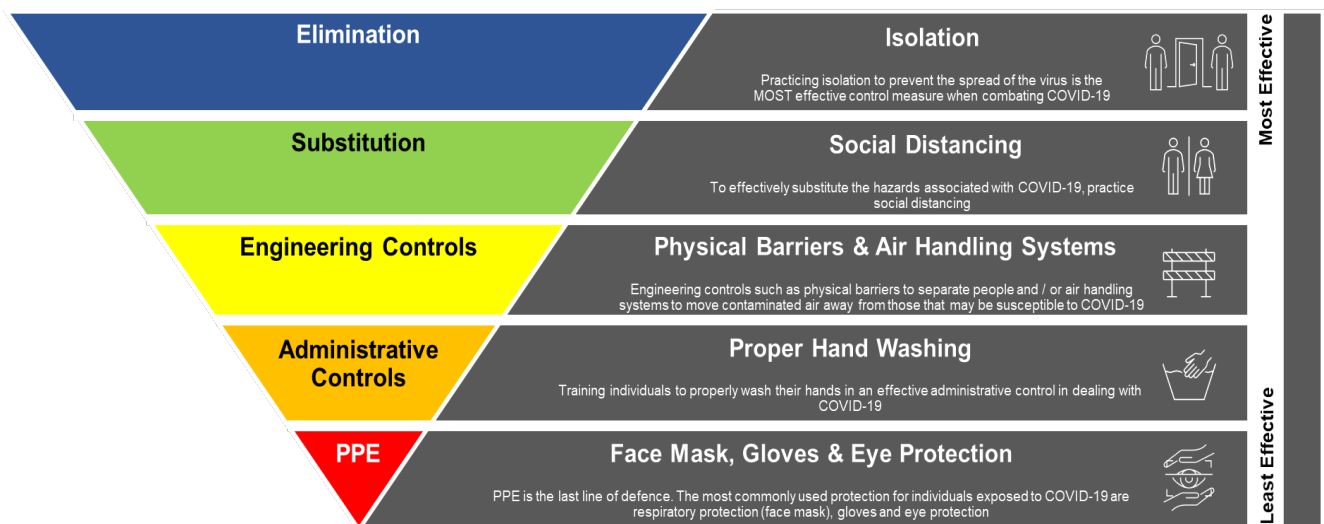 Elimination
Isolation
Practicing isolation to prevent the spread of the virus is the
MOST effective control measure when combating COVID-19
Most Effective
Substitution
Social Distancing
To effectively substitute the hazards associated with COVID-19, practice
social distancing
Engineering Controls
Physical Barriers & Air Handling Systems
Engineering controls such as physical barriers to separate people and / or air handling
systems to move contaminated air away from those that may be susceptible to COVID-19
Administrative
Controls
Proper Hand Washing
Training individuals to properly wash their hands in an effective administrative control in dealing with
COVID-19
PPE
Face Mask, Gloves & Eye Protection
PPE is the last line of defence. The most commonly used protection for individuals exposed to COVID-19 are
respiratory protection (face mask), gloves and eye protection
Least Effective